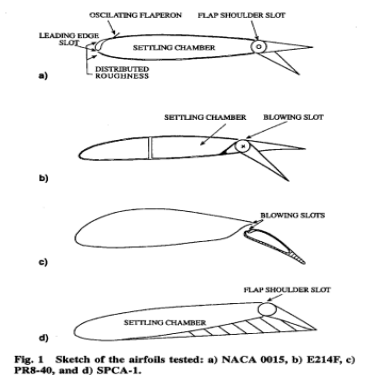 OSCILATING FLAPERON
FLAP SHOULDER SLOT
LEADING EDGE
SLOT
SETTLING CHAMBER
DISTRIBUTED
ROUGHNESS
a)
SETTLING CHAMBER
BLOWING SLOT
b)
BLOWING SLOTS
c)
FLAP SHOULDER SLOT
SETTLING CHAMBER
d)
Fig. 1 Sketch of the airfoils tested: a) NACA 0015, b) E214F, c)
PR8-40, and d) SPCA-1.